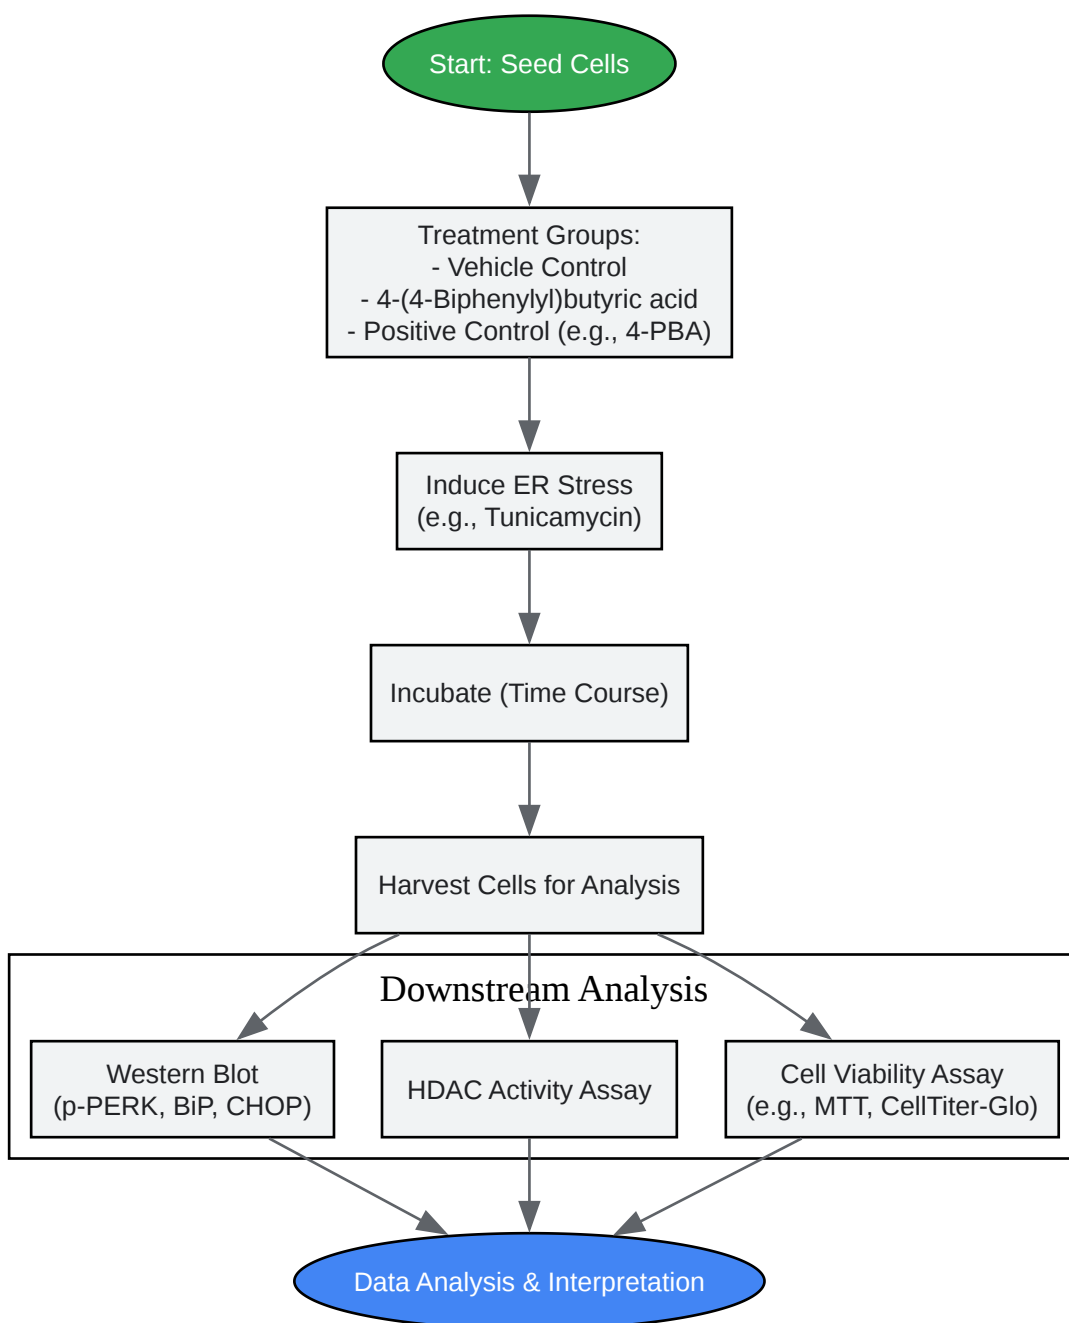 Start: Seed Cells
Treatment Groups:
- Vehicle Control
- 4-(4-Biphenylyl)butyric acid
- Positive Control (e.g., 4-PBA)
Induce ER Stress
(e.g., Tunicamycin)
Incubate (Time Course)
Harvest Cells for Analysis
Downstream Analysis
Western Blot
(p-PERK, BiP, CHOP)
HDAC Activity Assay
Cell Viability Assay
(e.g., MTT, CellTiter-Glo)
Data Analysis & Interpretation